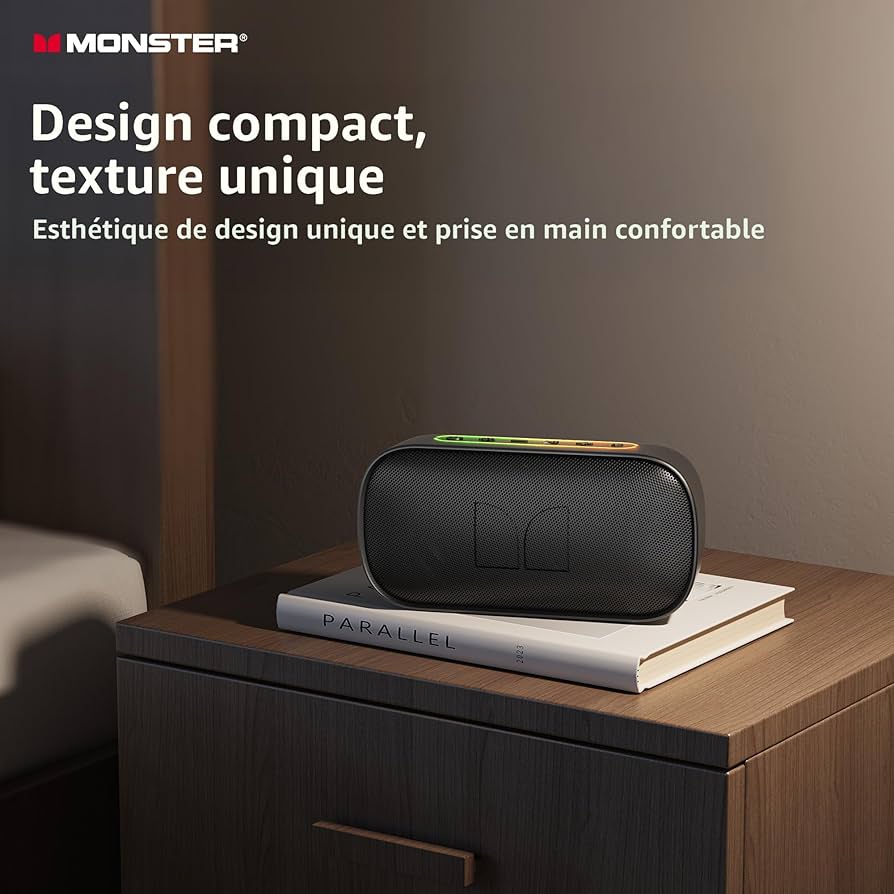 MONSTER®
Design compact,
texture unique
Esthétique de design unique et prise en main confortable
PARALLEL
2023